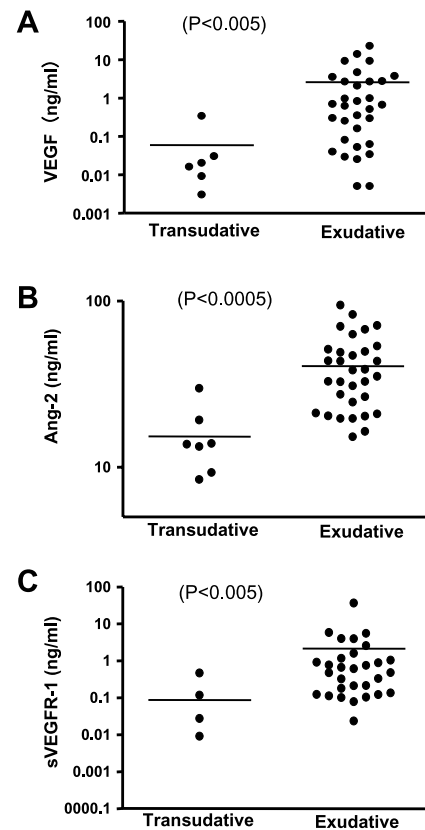 A
(P<0.005)
VEGF (ng/ml)
100
10
1
0.1
0.01
0.001
Transudative Exudative
B
(P<0.0005)
Ang-2 (ng/ml)
100
10
Transudative Exudative
C
(P<0.005)
sVEGFR-1 (ng/ml)
100
10
1
0.1
0.01
0.001
0000.1
Transudative Exudative